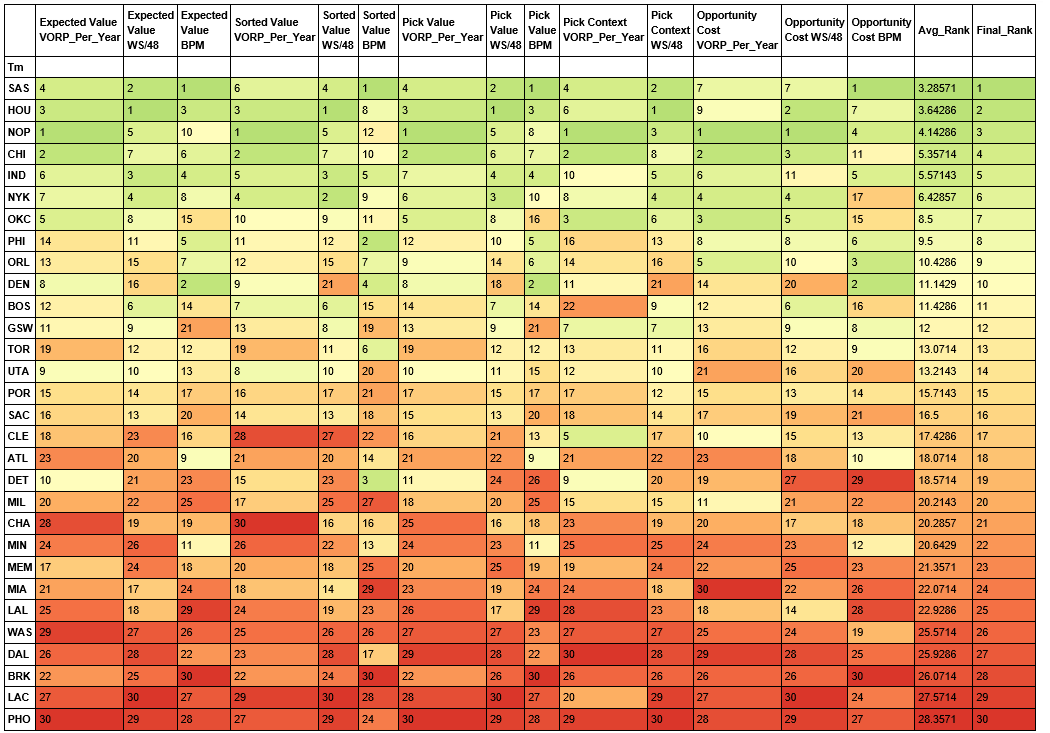 Expected Value VORP_Per_Year Expected Value WS/48 Expected Value BPM Sorted Value VORP_Per_Year Sorted Value WS/48 Sorted Value BPM Pick Value VORP_Per_Year Pick Value WS/48 Pick Value BPM Pick Context VORP_Per_Year Pick Context WS/48 Opportunity Cost VORP_Per_Year Opportunity Cost WS/48 Opportunity Cost BPM Avg_Rank Final_Rank
Tm
SAS 4 2 1 6 4 1 4 2 1 4 2 7 7 1 3.28571 1
HOU 3 1 3 3 1 8 3 1 3 6 1 9 2 7 3.64286 2
NOP 1 5 10 1 5 12 1 5 8 1 3 1 1 4 4.14286 3
CHI 2 7 6 2 7 10 2 6 7 2 8 2 3 11 5.35714 4
IND 6 3 4 5 3 5 7 4 4 10 5 6 11 5 5.57143 5
NYK 7 4 8 4 2 9 6 3 10 8 4 4 4 17 6.42857 6
OKC 5 8 15 10 9 11 5 8 16 3 6 3 5 15 8.5 7
PHI 14 11 5 11 12 2 12 10 5 16 13 8 8 6 9.5 8
ORL 13 15 7 12 15 7 9 14 6 14 16 5 10 3 10.4286 9
DEN 8 16 2 9 21 4 8 18 2 11 21 14 20 2 11.1429 10
BOS 12 6 14 7 6 15 14 7 14 22 9 12 6 16 11.4286 11
GSW 11 9 21 13 8 19 13 9 21 7 7 13 9 8 12 12
TOR 19 12 12 19 11 6 19 12 12 13 11 16 12 9 13.0714 13
UTA 9 10 13 8 10 20 10 11 15 12 10 21 16 20 13.2143 14
POR 15 14 17 16 17 21 17 15 17 17 12 15 13 14 15.7143 15
SAC 16 13 20 14 13 18 15 13 20 18 14 17 19 21 16.5 16
CLE 18 23 16 28 27 22 16 21 13 5 17 10 15 13 17.4286 17
ATL 23 20 9 21 20 14 21 22 9 21 22 23 18 10 18.0714 18
DET 10 21 23 15 23 3 11 24 26 9 20 19 27 29 18.5714 19
MIL 20 22 25 17 25 27 18 20 25 15 15 11 21 22 20.2143 20
CHA 28 19 19 30 16 16 25 16 18 23 19 20 17 18 20.2857 21
MIN 24 26 11 26 22 13 24 23 11 25 25 24 23 12 20.6429 22
MEM 17 24 18 20 18 25 20 25 19 19 24 22 25 23 21.3571 23
MIA 21 17 24 18 14 29 23 19 24 24 18 30 22 26 22.0714 24
LAL 25 18 29 24 19 23 26 17 29 28 23 18 14 28 22.9286 25
WAS 29 27 26 25 26 26 27 27 23 27 27 25 24 19 25.5714 26
DAL 26 28 22 23 28 17 29 28 22 30 28 29 28 25 25.9286 27
BRK 22 25 30 22 24 30 22 26 30 26 26 26 26 30 26.0714 28
LAC 27 30 27 29 30 28 28 30 27 20 29 27 30 24 27.5714 29
PHO 30 29 28 27 29 24 30 29 28 29 30 28 29 27 28.3571 30